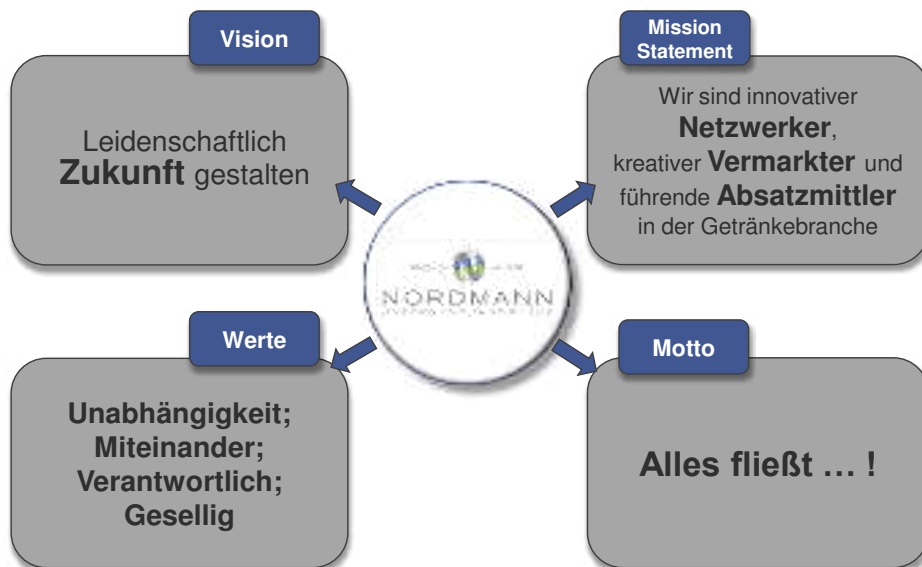 Vision
Leidenschaftlich
Zukunft gestalten
Mission
Statement
Wir sind innovativer
Netzwerker,
kreativer Vermarkter und
führende Absatzmittler
in der Getränkebranche
NORDMANN
Werte
Unabhängigkeit;
Miteinander;
Verantwortlich;
Gesellig
Motto
Alles fließt ... !